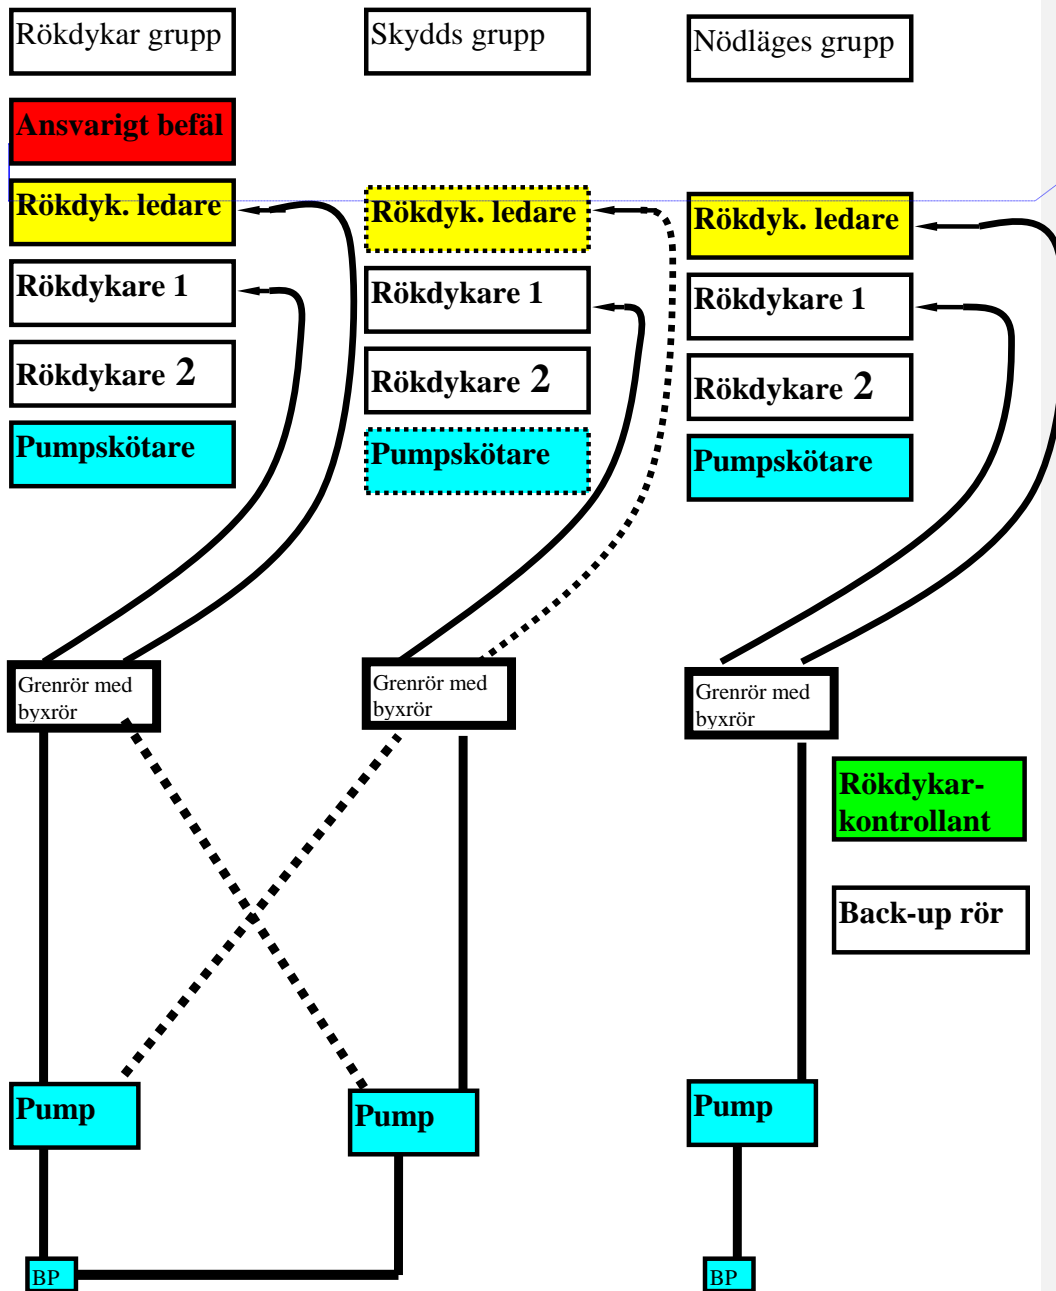 Rökdykar grupp
Skydds grupp
Nödläges grupp
Ansvarigt befäl
Rökdyk. ledare
Rökdyk. ledare
Rökdyk. ledare
Rökdykare 1
Rökdykare 1
Rökdykare 1
Rökdykare 2
Rökdykare 2
Rökdykare 2
Pumpskötare
Pumpskötare
Pumpskötare
Grenrör med
byxrör
Grenrör med
byxrör
Grenrör med
byxrör
Rökdykar-
kontrollant
Back-up rör
Pump
Pump
Pump
BP
BP